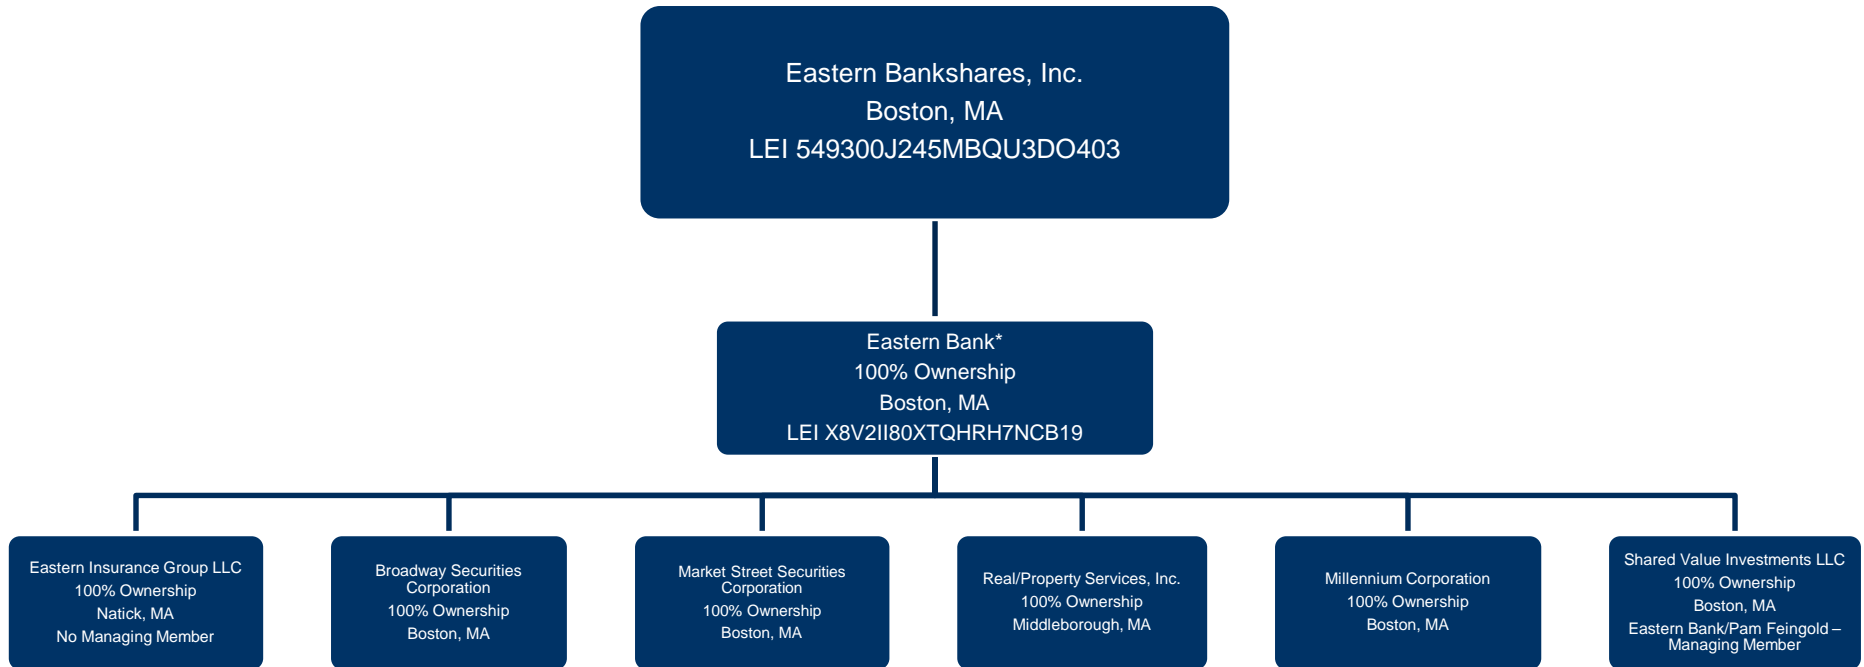 Eastern Bankshares, Inc.
Boston, MA
LEI 549300J245MBQU3DO403
Eastern Bank*
100% Ownership
Boston, MA
LEI X8V2II80XTQHRH7NCB19
Eastern Insurance Group LLC
100% Ownership
Natick, MA
No Managing Member
Broadway Securities
Corporation
100% Ownership
Boston, MA
Market Street Securities
Corporation
100% Ownership
Boston, MA
Real/Property Services, Inc.
100% Ownership
Middleborough, MA
Millennium Corporation
100% Ownership
Boston, MA
Shared Value Investments LLC
100% Ownership
Boston, MA
Eastern Bank/Pam Feingold –
Managing Member